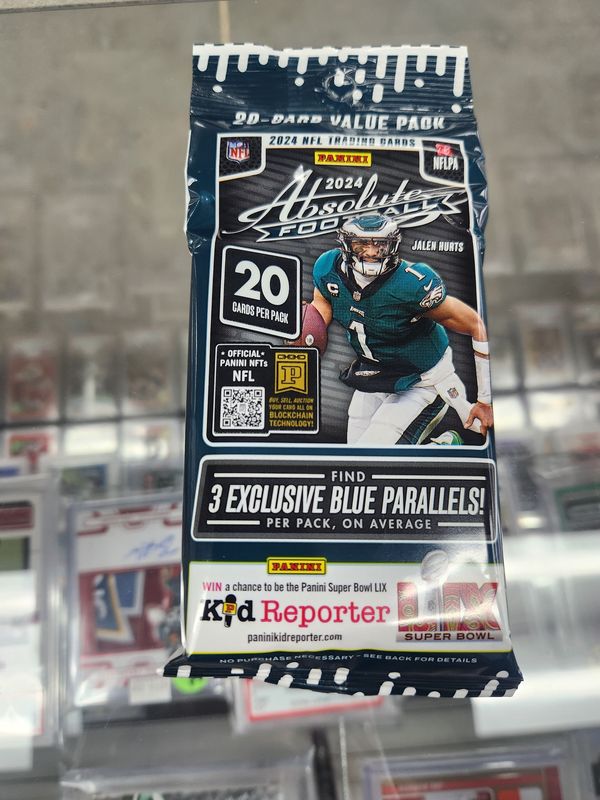 20-CARD VALUE PACK
2024 NFL TRADING CARDS
NFL
PANINI
NFLPA
2024
Absolute
FOOTBALL
JALEN HURTS
20
CARDS PER PACK
1
C
1
*OFFICIAL*
PANINI NFTs
NFL
P
BUY, SELL, AUCTION
YOUR CARD ALL ON
BLOCKCHAIN
TECHNOLOGY!
FIND
3 EXCLUSIVE BLUE PARALLELS!
PER PACK, ON AVERAGE
PANINI
WIN a chance to be the Panini Super Bowl LIX
Kid Reporter
paninikidreporter.com
LIX
SUPER BOWL
NO PURCHASE NECESSARY - SEE BACK FOR DETAILS